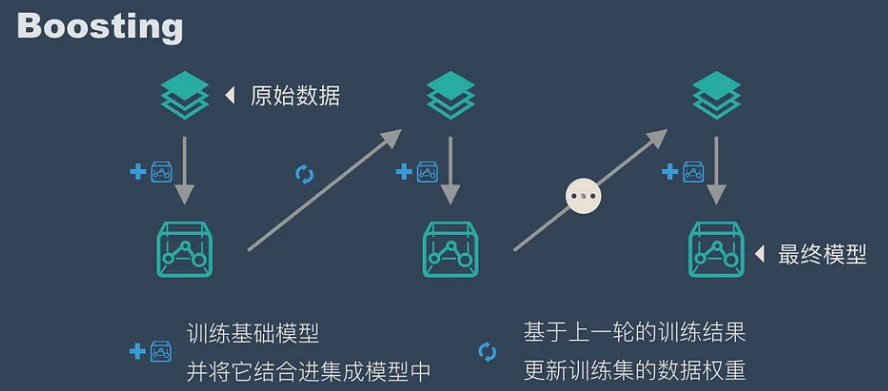 Boosting
原始数据
最终模型
训练基础模型
并将它结合进集成模型中
基于上一轮的训练结果
更新训练集的数据权重